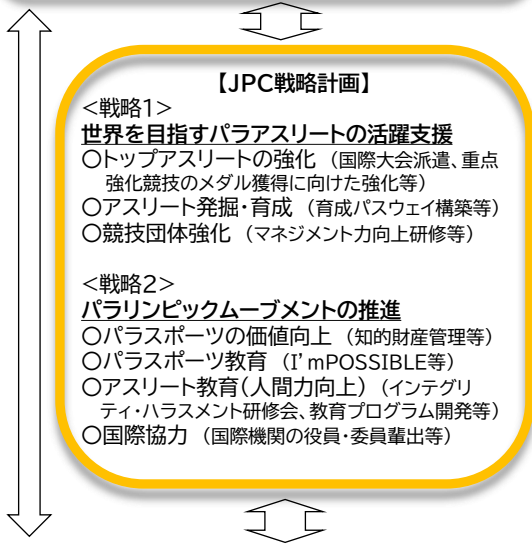 【JPC戦略計画】
<戦略1>
世界を目指すパラアスリートの活躍支援
○トップアスリートの強化 （国際大会派遣、重点
強化競技のメダル獲得に向けた強化等）
○アスリート発掘・育成 （育成パスウェイ構築等）
○競技団体強化 （マネジメント力向上研修等）
<戦略2>
パラリンピックムーブメントの推進
○パラスポーツの価値向上 （知的財産管理等）
○パラスポーツ教育 （I'mPOSSIBLE等）
○アスリート教育（人間力向上） （インテグリ
ティ・ハラスメント研修会、教育プログラム開発等）
○国際協力 （国際機関の役員・委員輩出等）